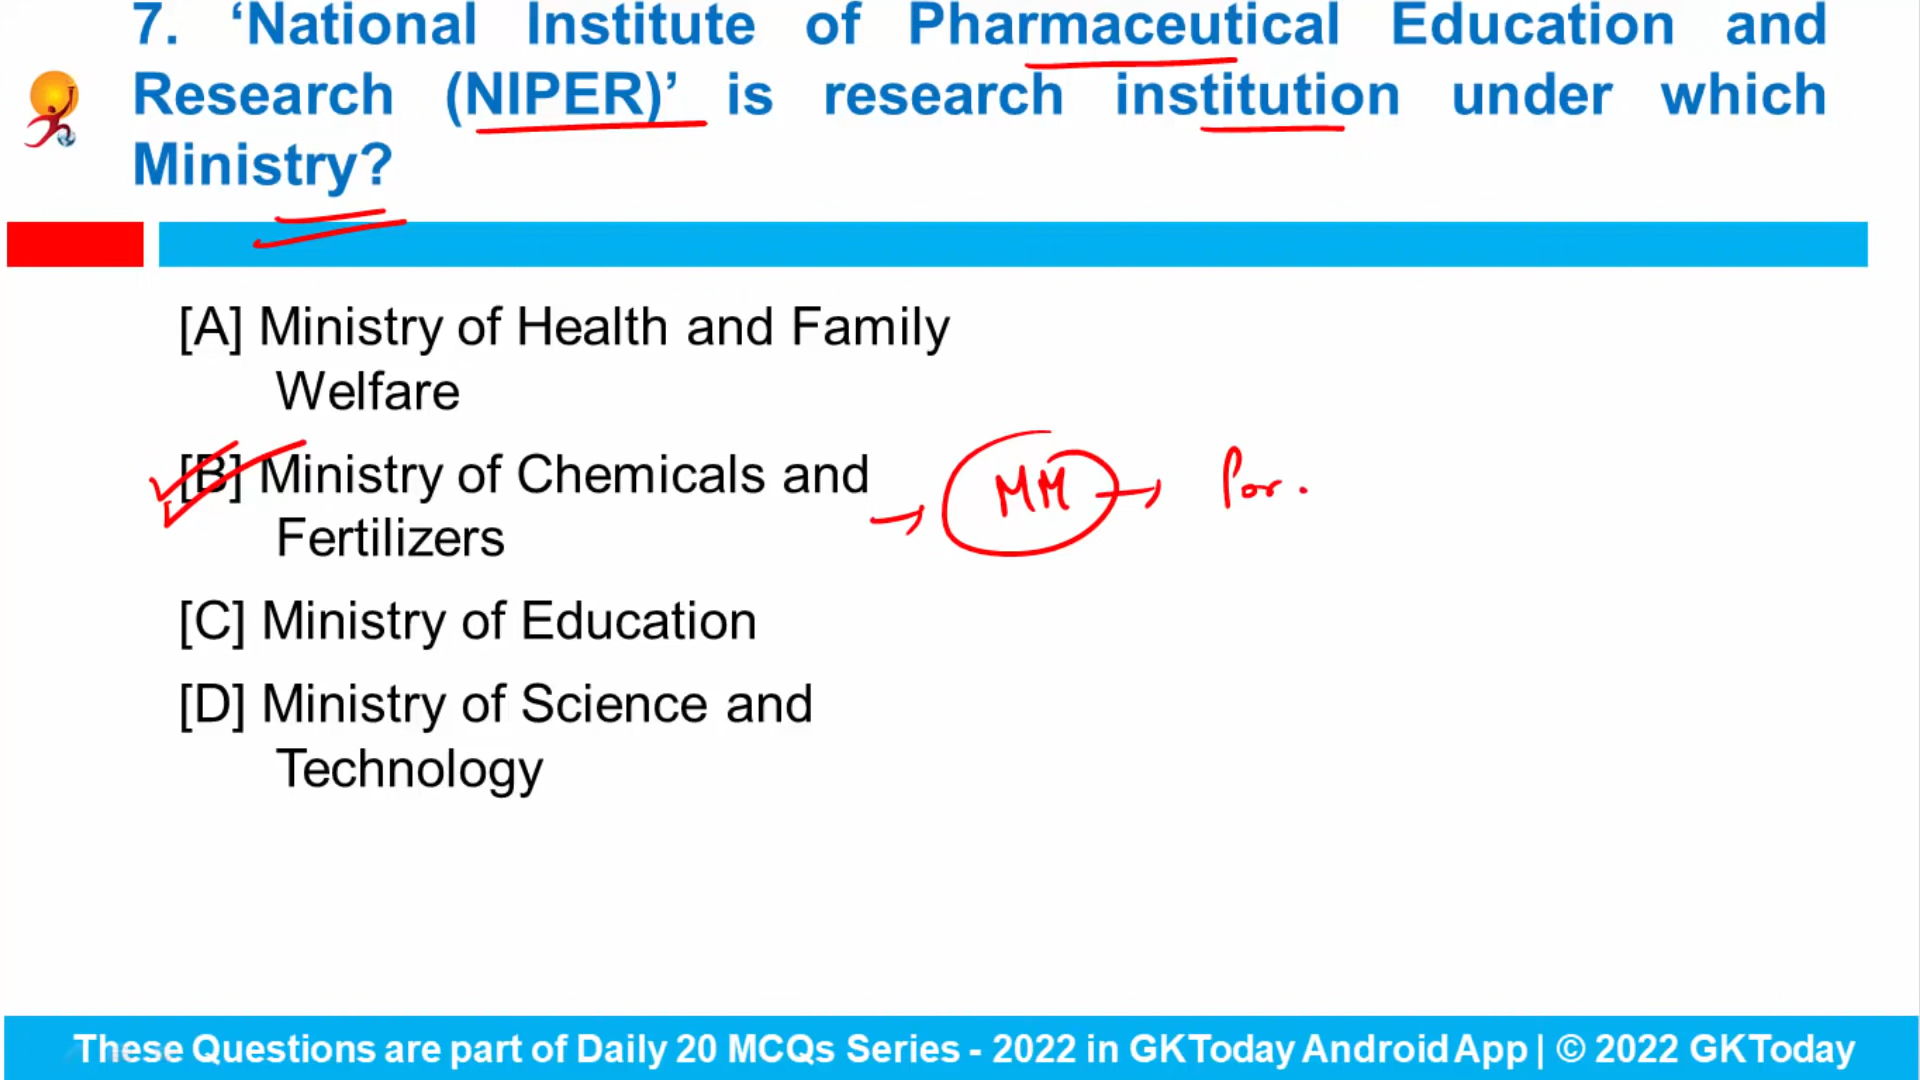 7. ‘National Institute of Pharmaceutical Education and
Research (NIPER)’ is research institution under which
Ministry?
[A] Ministry of Health and Family
Welfare
[B] Ministry of Chemicals and
Fertilizers
MM
Por.
[C] Ministry of Education
[D] Ministry of Science and
Technology
These Questions are part of Daily 20 MCQs Series - 2022 in GKToday Android App | © 2022 GKToday